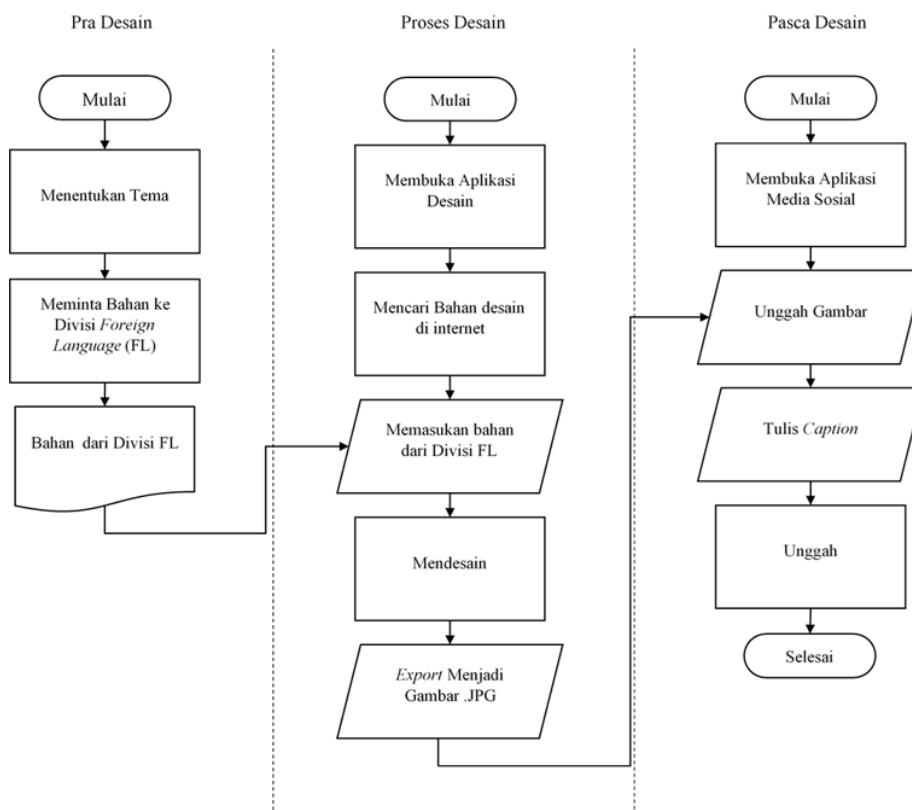 Pra Desain
Mulai
Menentukan Tema
Meminta Bahan ke
Divisi Foreign
Language (FL)
Bahan dari Divisi FL
Proses Desain
Mulai
Membuka Aplikasi
Desain
Mencari Bahan desain
di internet
Memasukan bahan
dari Divisi FL
Mendesain
Export Menjadi
Gambar .JPG
Pasca Desain
Mulai
Membuka Aplikasi
Media Sosial
Unggah Gambar
Tulis Caption
Unggah
Selesai